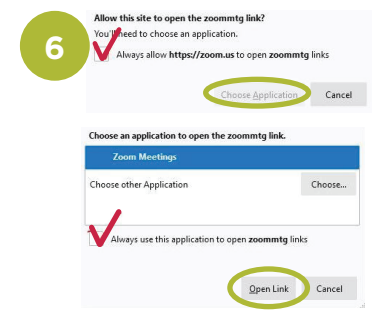 6
Allow this site to open the zoommtg link?
You'll need to choose an application.
Always allow https://zoom.us to open zoommtg links
Choose Application
Cancel
Choose an application to open the zoommtg link.
Zoom Meetings
Choose other Application
Choose...
Always use this application to open zoommtg links
Open Link
Cancel